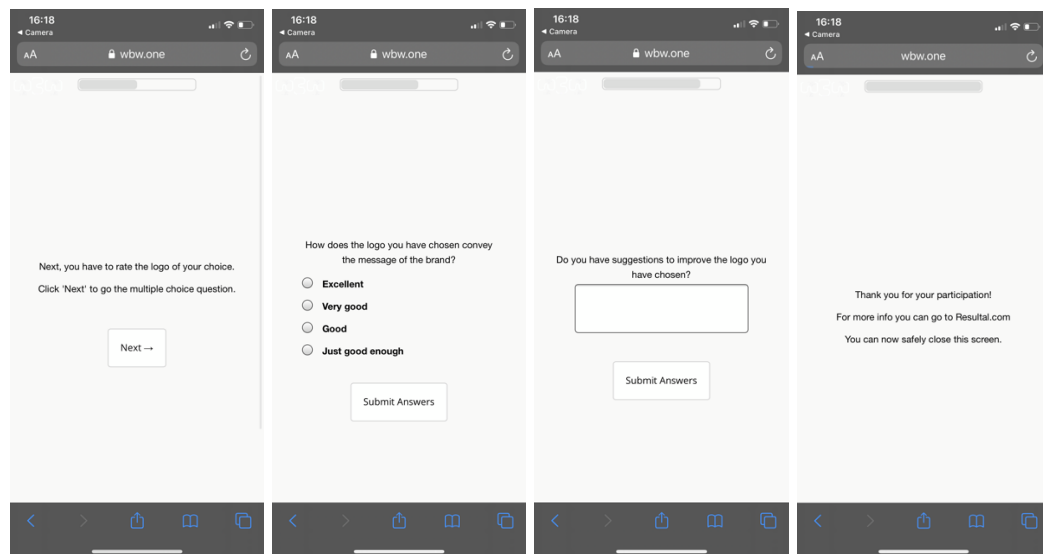 16:18
◀ Camera
AA wbw.one
Next, you have to rate the logo of your choice.
Click 'Next' to go the multiple choice question.
Next →
16:18
◀ Camera
AA wbw.one
How does the logo you have chosen convey
the message of the brand?
Excellent
Very good
Good
Just good enough
Submit Answers
16:18
◀ Camera
AA wbw.one
Do you have suggestions to improve the logo you
have chosen?
Submit Answers
16:18
◀ Camera
AA wbw.one
Thank you for your participation!
For more info you can go to Resultal.com
You can now safely close this screen.